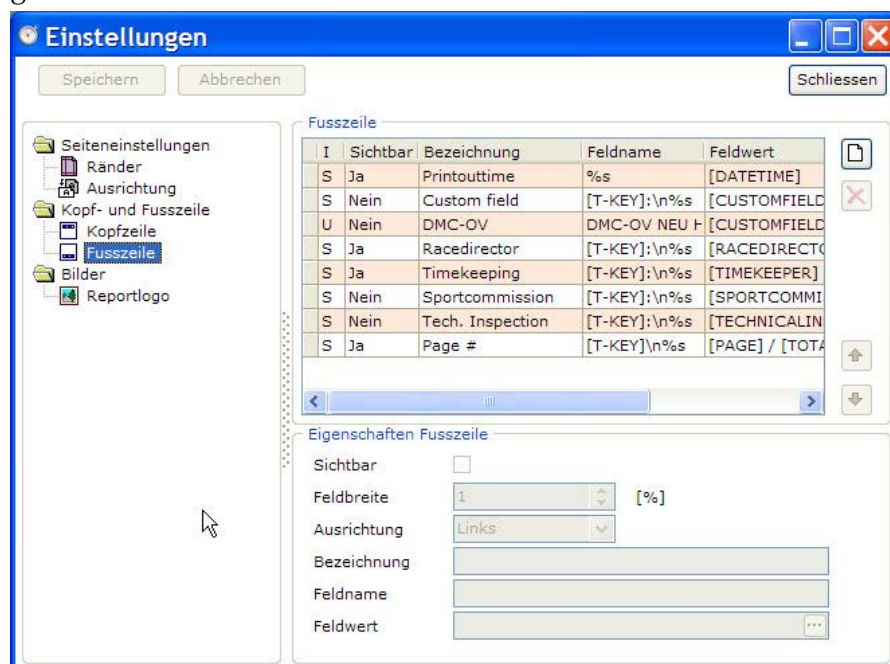 Einstellungen
Speichern Abbrechen Schliessen
Seiteneinstellungen
Ränder
Ausrichtung
Kopf- und Fusszeile
Kopfzeile
Fusszeile
Bilder
Reportlogo
Fusszeile
I Sichtbar Bezeichnung Feldname Feldwert
S Ja Printouttime %s [DATETIME]
S Nein Custom field [T-KEY]:\n%s [CUSTOMFIELD
U Nein DMC-OV DMC-OV NEU H [CUSTOMFIELD
S Ja Racedirector [T-KEY]:\n%s [RACEDIRECTO
S Ja Timekeeping [T-KEY]:\n%s [TIMEKEEPER]
S Nein Sportcommission [T-KEY]:\n%s [SPORTCOMMI
S Nein Tech. Inspection [T-KEY]:\n%s [TECHNICALIN
S Ja Page # [T-KEY]\n%s [PAGE] / [TOTA
Eigenschaften Fusszeile
Sichtbar
Feldbreite 1 [%]
Ausrichtung Links
Bezeichnung
Feldname
Feldwert ...